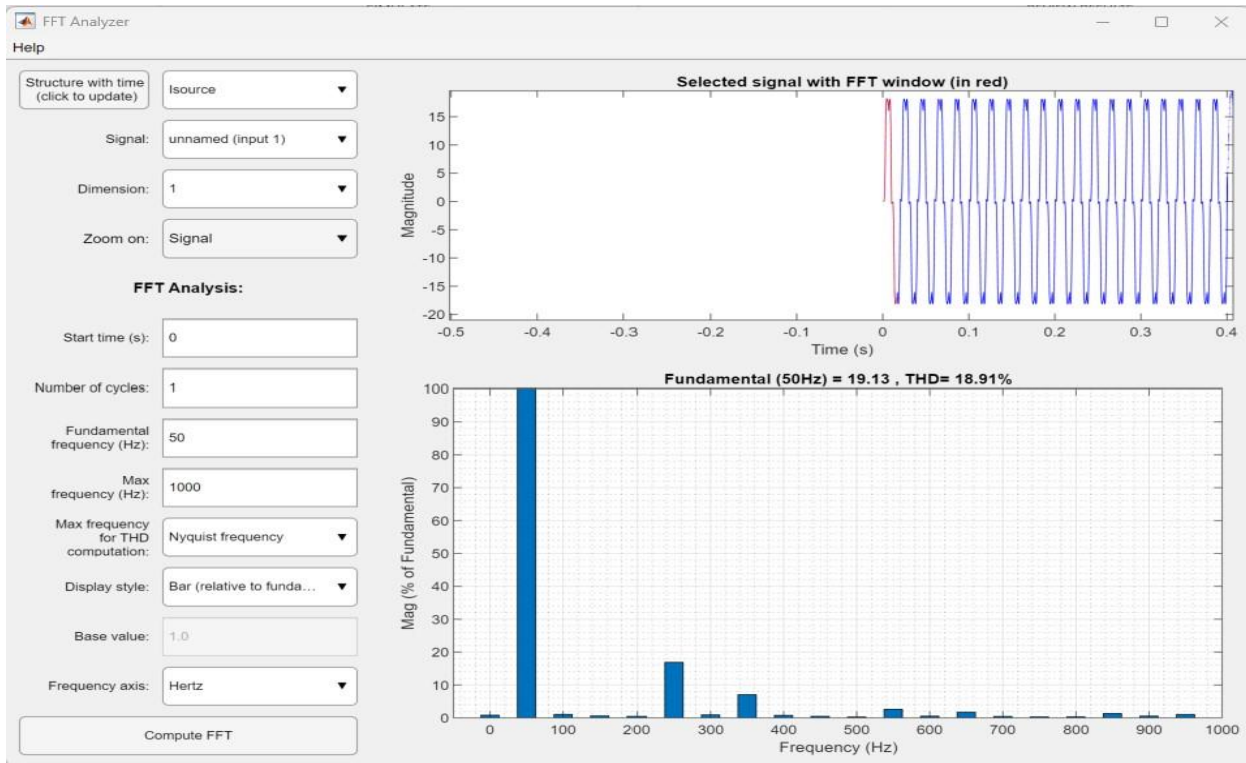 FFT Analyzer
Help
Structure with time
(click to update)
Isource
Signal:
unnamed (input 1)
Dimension:
1
Zoom on:
Signal
FFT Analysis:
Start time (s):
0
Number of cycles:
1
Fundamental
frequency (Hz):
50
Max
frequency (Hz):
1000
Max frequency
for THD
computation:
Nyquist frequency
Display style:
Bar (relative to funda...
Base value:
1.0
Frequency axis:
Hertz
Compute FFT
Selected signal with FFT window (in red)
Magnitude
15
10
5
0
-5
-10
-15
-20
-0.5 -0.4 -0.3 -0.2 -0.1 0 0.1 0.2 0.3 0.4
Time (s)
Fundamental (50Hz) = 19.13 , THD= 18.91%
Mag (% of Fundamental)
100
90
80
70
60
50
40
30
20
10
0
0 100 200 300 400 500 600 700 800 900 1000
Frequency (Hz)